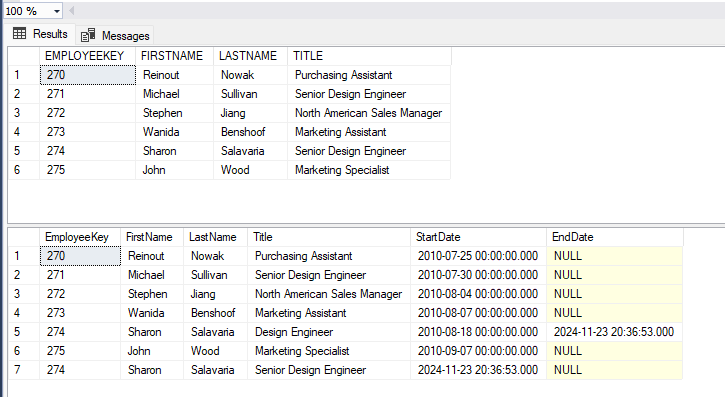 100 %
Results Messages
EMPLOYEEKEY FIRSTNAME LASTNAME TITLE
1 270 Reinout Nowak Purchasing Assistant
2 271 Michael Sullivan Senior Design Engineer
3 272 Stephen Jiang North American Sales Manager
4 273 Wanida Benshoof Marketing Assistant
5 274 Sharon Salavaria Senior Design Engineer
6 275 John Wood Marketing Specialist
EmployeeKey FirstName LastName Title StartDate EndDate
1 270 Reinout Nowak Purchasing Assistant 2010-07-25 00:00:00.000 NULL
2 271 Michael Sullivan Senior Design Engineer 2010-07-30 00:00:00.000 NULL
3 272 Stephen Jiang North American Sales Manager 2010-08-04 00:00:00.000 NULL
4 273 Wanida Benshoof Marketing Assistant 2010-08-07 00:00:00.000 NULL
5 274 Sharon Salavaria Design Engineer 2010-08-18 00:00:00.000 2024-11-23 20:36:53.000
6 275 John Wood Marketing Specialist 2010-09-07 00:00:00.000 NULL
7 274 Sharon Salavaria Senior Design Engineer 2024-11-23 20:36:53.000 NULL